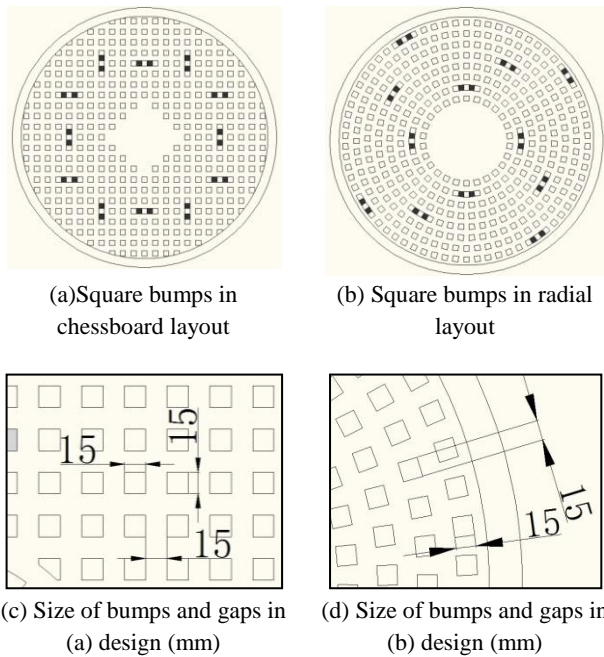 (a)Square bumps in
chessboard layout
(b) Square bumps in radial
layout
15
15
15
15
15
(c) Size of bumps and gaps in
(a) design (mm)
(d) Size of bumps and gaps in
(b) design (mm)